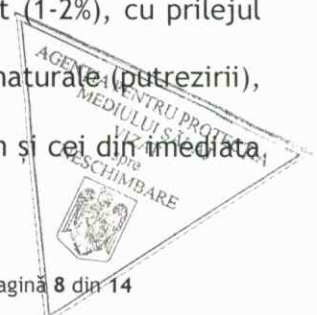 t (1-2%), cu prilejul
naturale (putrezirii),
AGENȚIA PENTRU PROTECȚIA
MEDIULUI SĂLAJ
VIZAT
spre
NESCHIMBARE
n și cei din imediata
agină 8 din 14